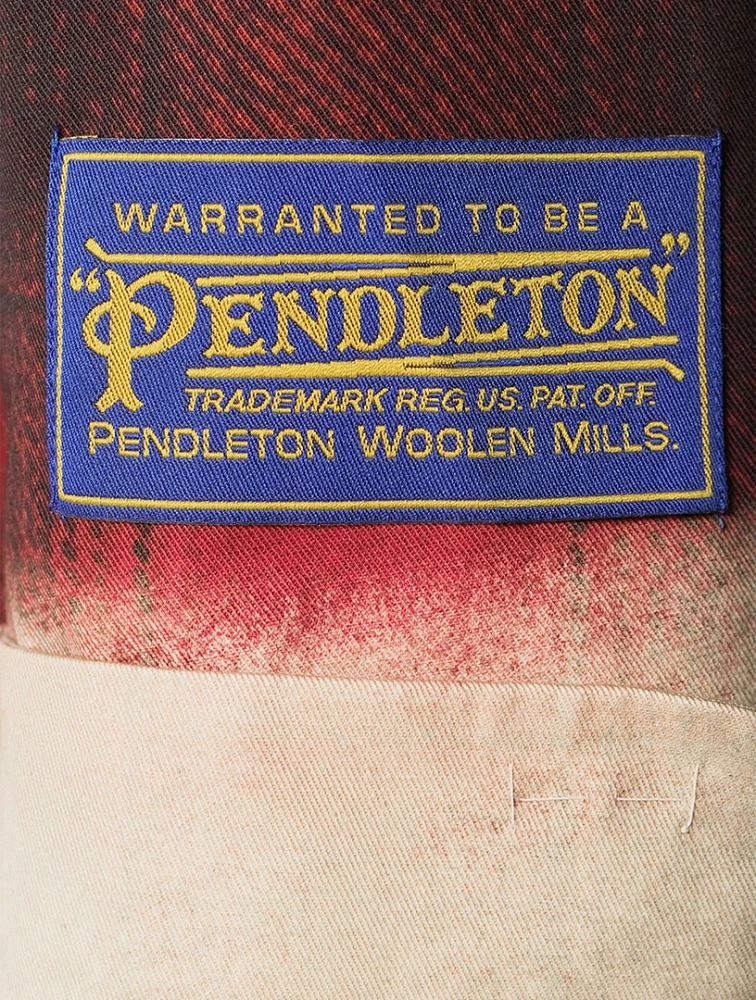 WARRANTED TO BE A
"PENDLETON"
TRADEMARK REG. US. PAT. OFF.
PENDLETON WOOLEN MILLS.